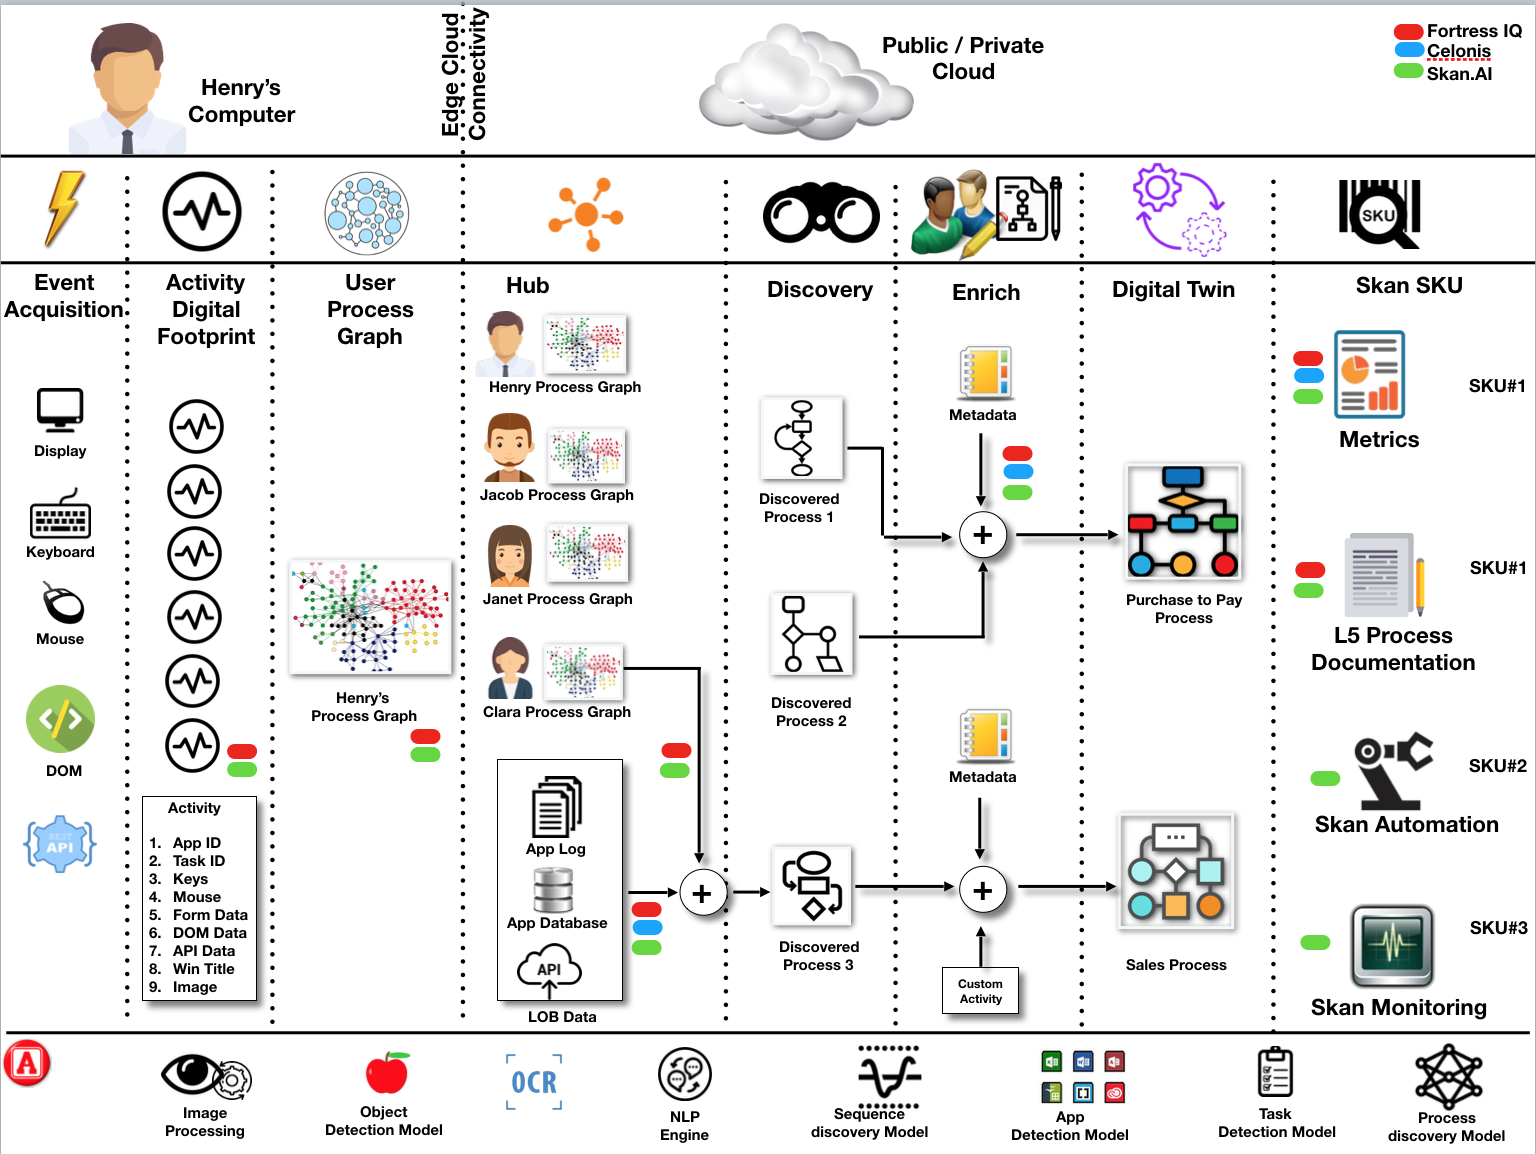 Henry's
Computer
Edge Cloud
Connectivity
Public / Private
Cloud
Fortress IQ
Celonis
Skan.AI
SKU
Event
Acquisition
Activity
Digital
Footprint
User
Process
Graph
Hub
Discovery
Enrich
Digital Twin
Skan SKU
Display
Keyboard
Mouse
DOM
REST
API
Activity
1. App ID
2. Task ID
3. Keys
4. Mouse
5. Form Data
6. DOM Data
7. API Data
8. Win Title
9. Image
Henry's
Process Graph
Henry Process Graph
Jacob Process Graph
Janet Process Graph
Clara Process Graph
App Log
App Database
API
LOB Data
+
Discovered
Process 1
Discovered
Process 2
Discovered
Process 3
Metadata
+
Metadata
+
Custom
Activity
Purchase to Pay
Process
...
Sales Process
SKU#1
Metrics
SKU#1
L5 Process
Documentation
SKU#2
Skan Automation
SKU#3
Skan Monitoring
A
Image
Processing
Object
Detection Model
OCR
NLP
Engine
Sequence
discovery Model
App
Detection Model
Task
Detection Model
Process
discovery Model